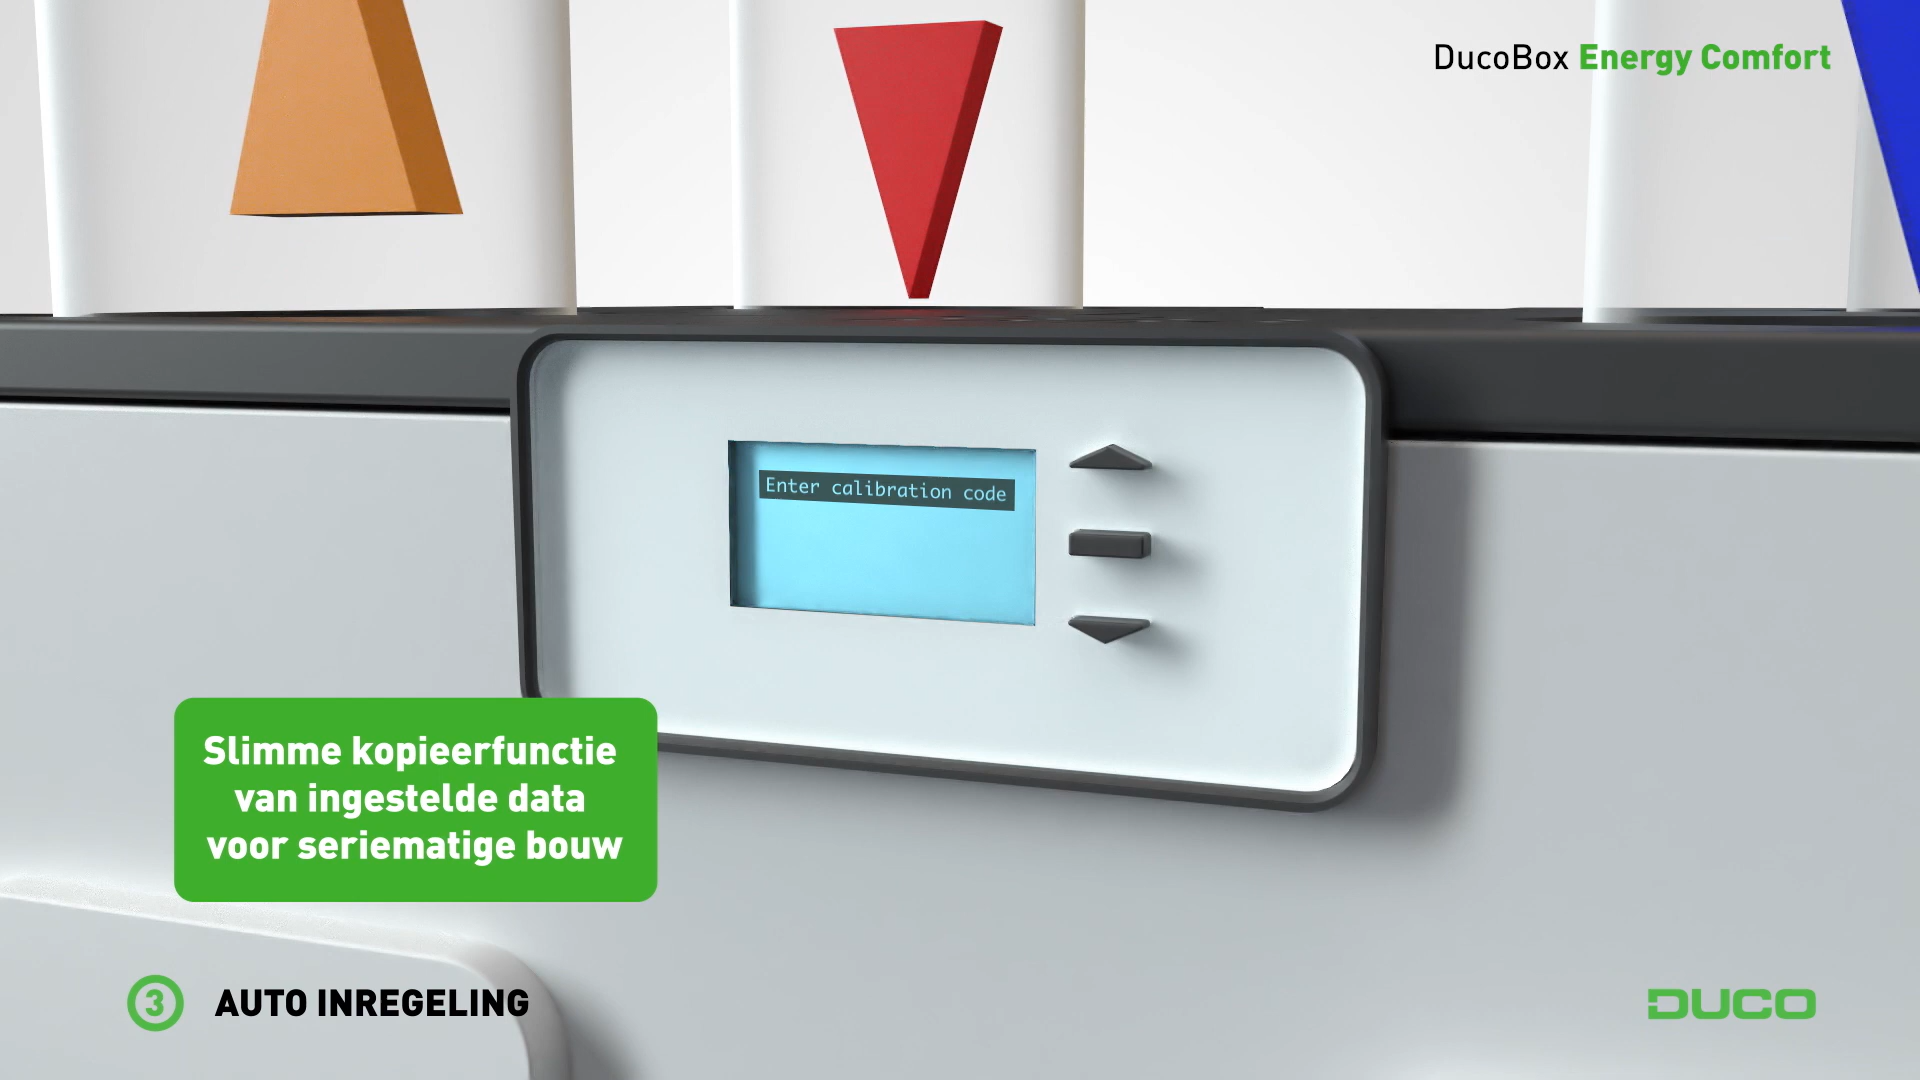 DucoBox Energy Comfort
Enter calibration code
Slimme kopieerfunctie
van ingestelde data
voor seriematige bouw
3 AUTO INREGELING
DUCO